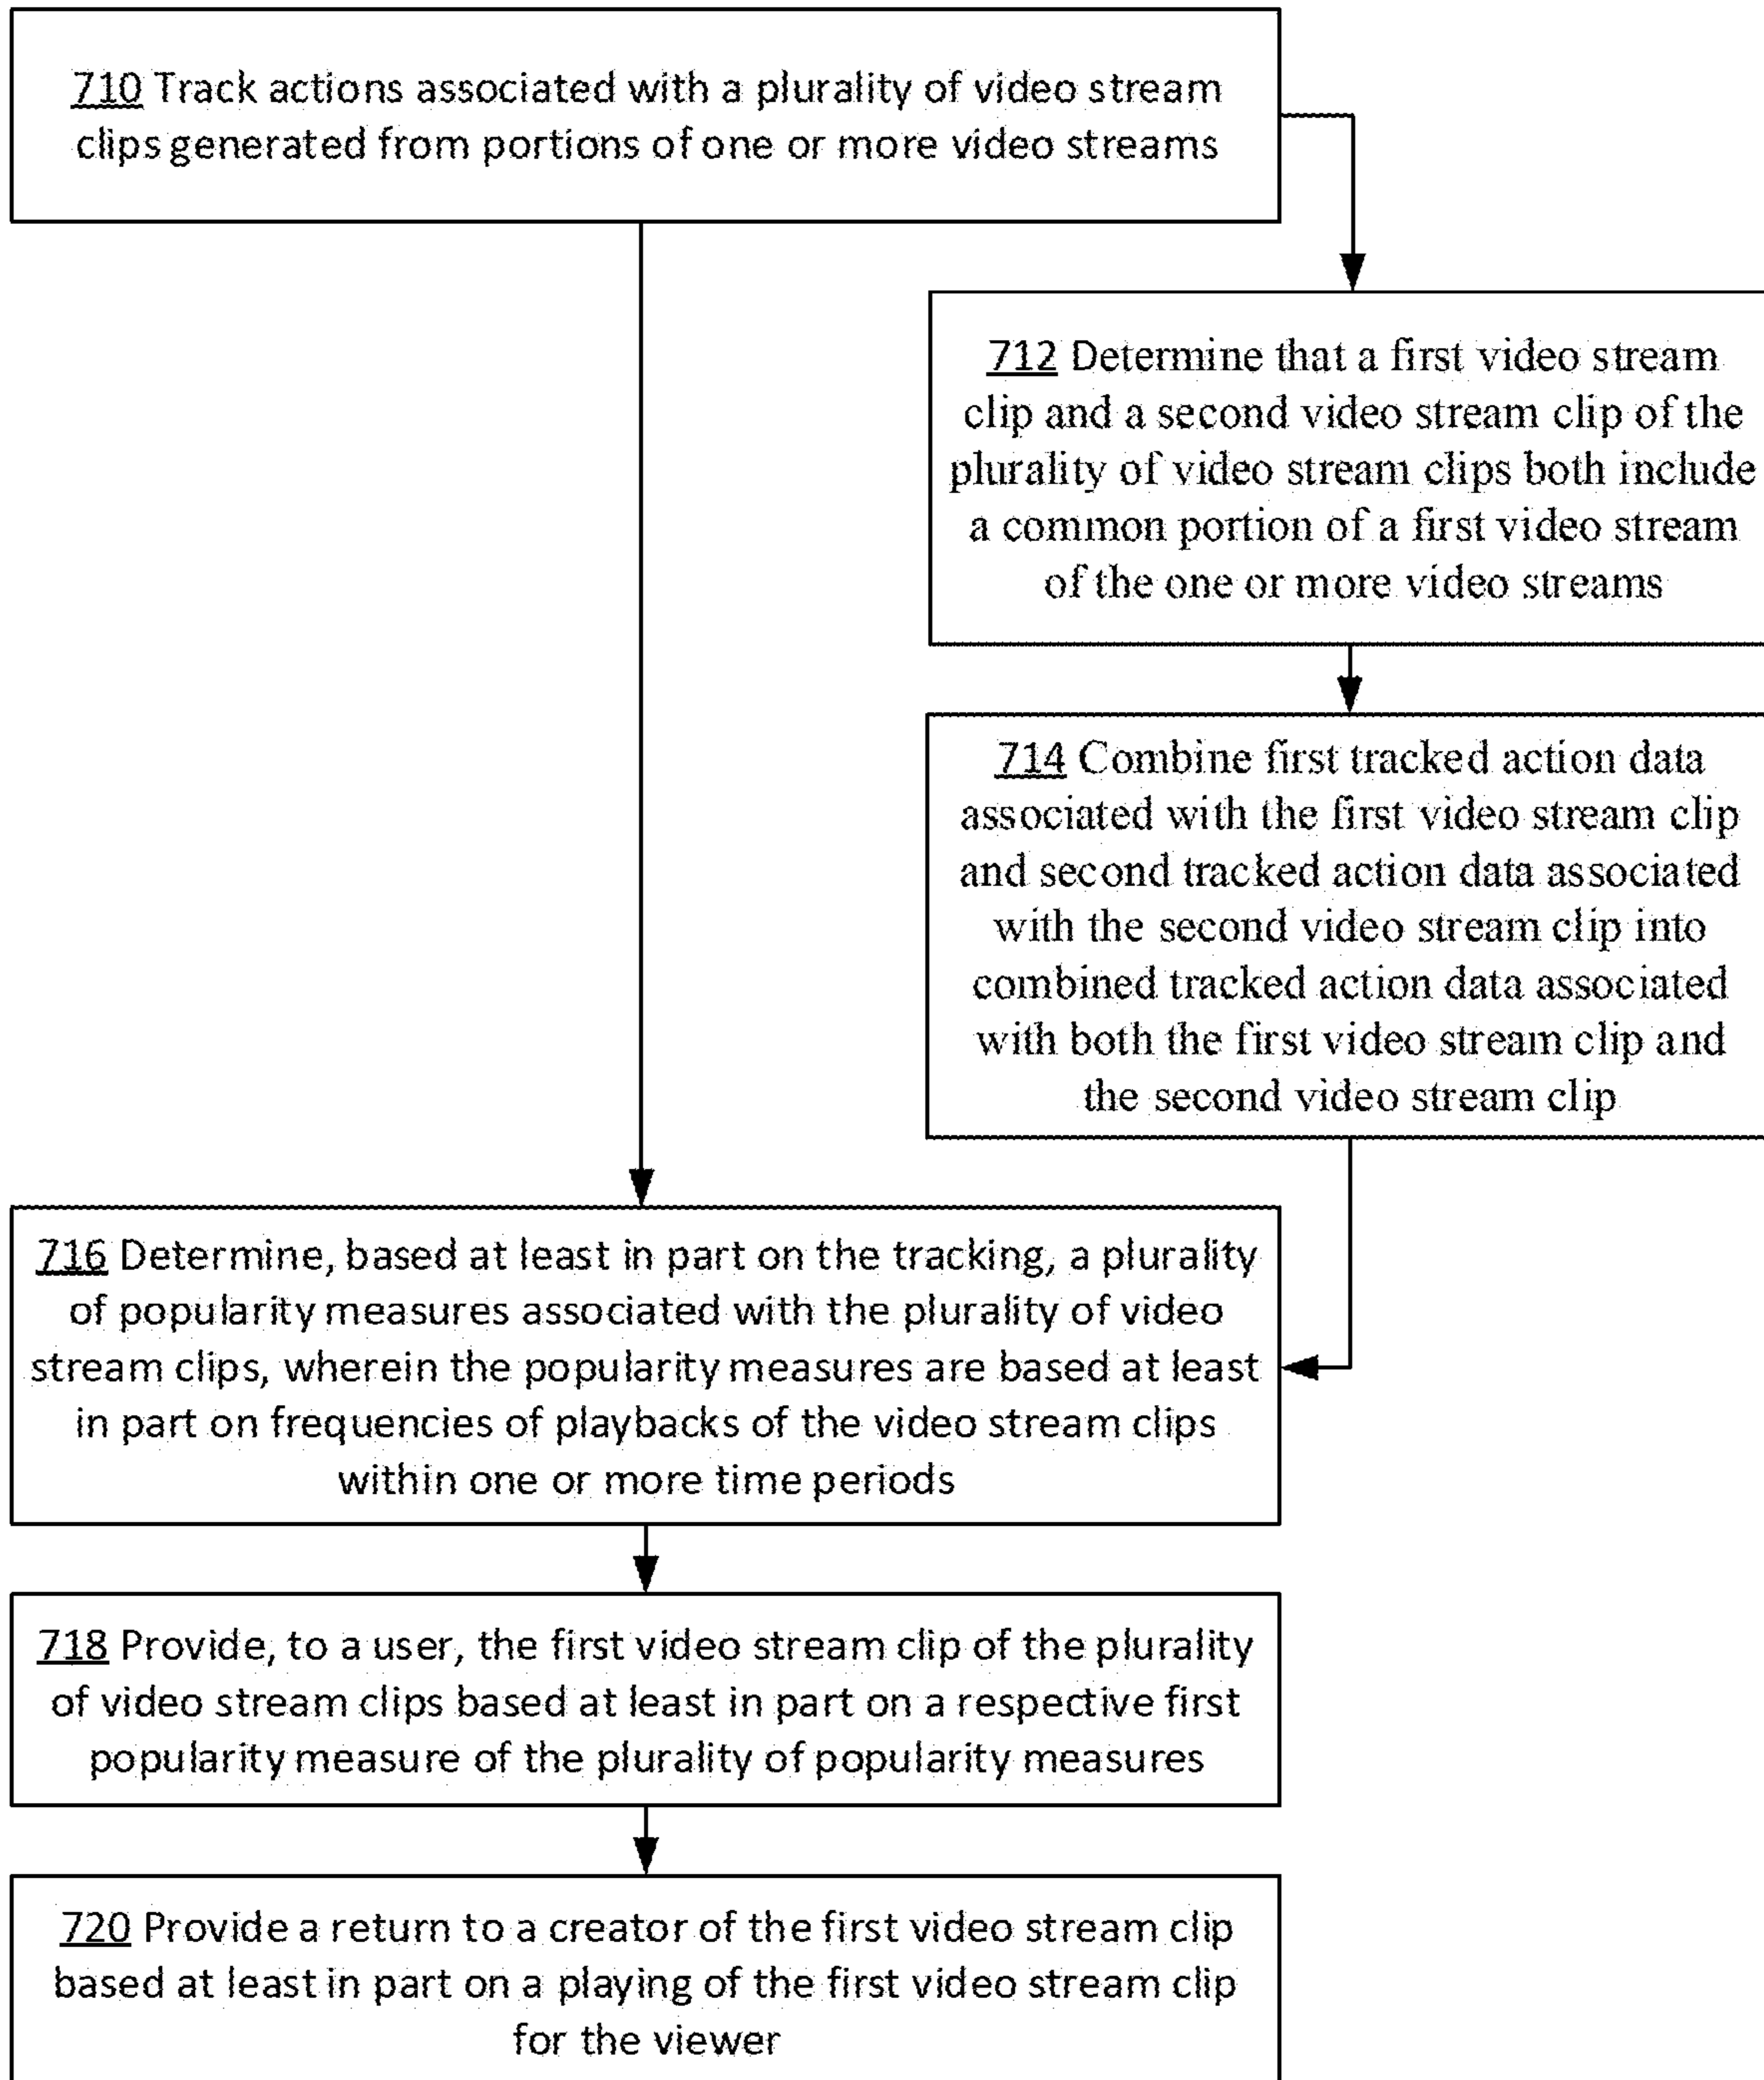 710 Track actions associated with a plurality of video stream
clips generated from portions of one or more video streams
712 Determine that a first video stream
clip and a second video stream clip of the
plurality of video stream clips both include
a common portion of a first video stream
of the one or more video streams
714 Combine first tracked action data
associated with the first video stream clip
and second tracked action data associated
with the second video stream clip into
combined tracked action data associated
with both the first video stream clip and
the second video stream clip
716 Determine, based at least in part on the tracking, a plurality
of popularity measures associated with the plurality of video
stream clips, wherein the popularity measures are based at least
in part on frequencies of playbacks of the video stream clips
within one or more time periods
718 Provide, to a user, the first video stream clip of the plurality
of video stream clips based at least in part on a respective first
popularity measure of the plurality of popularity measures
720 Provide a return to a creator of the first video stream clip
based at least in part on a playing of the first video stream clip
for the viewer